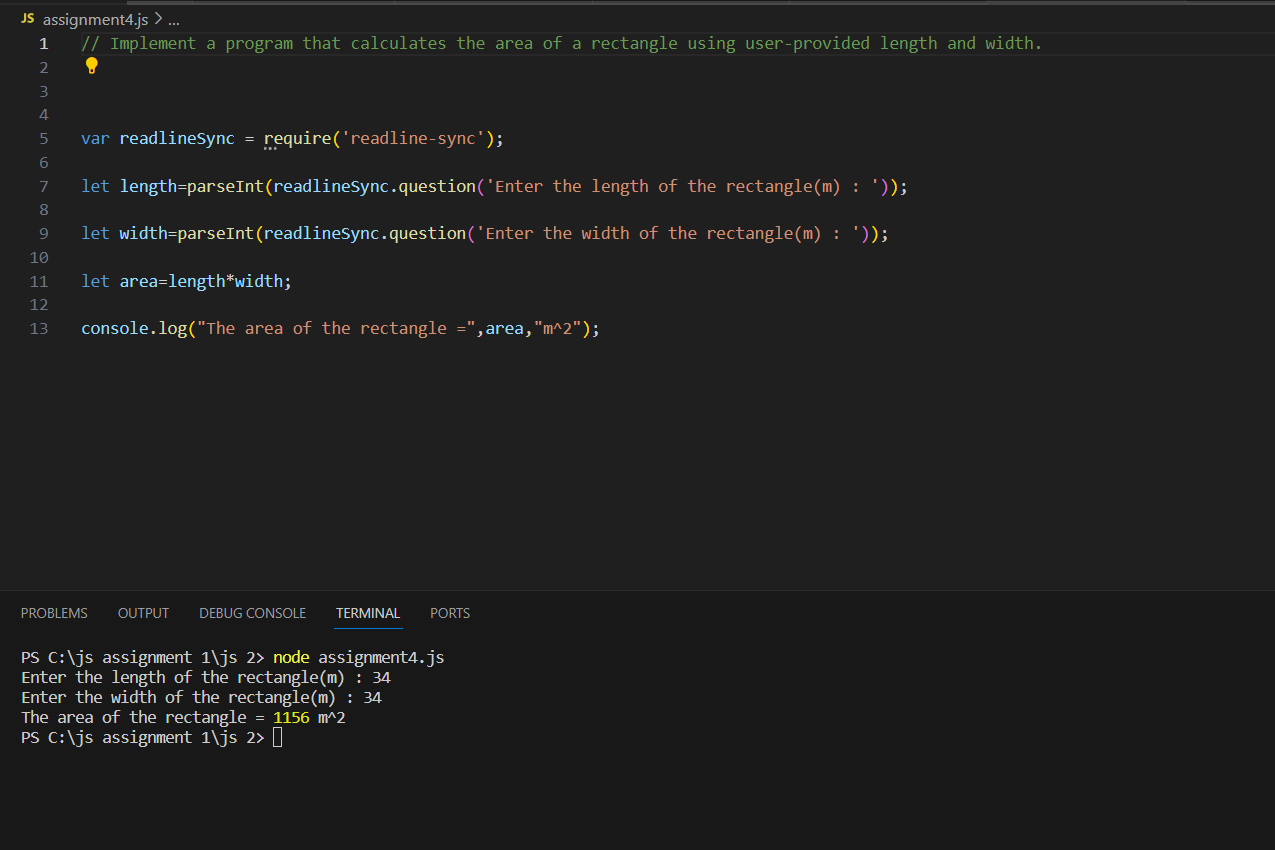 JS assignment4.js > ...
1 // Implement a program that calculates the area of a rectangle using user-provided length and width.
2
3
4
5 var readlineSync = require('readline-sync');
6
7 let length=parseInt(readlineSync.question('Enter the length of the rectangle(m) : '));
8
9 let width=parseInt(readlineSync.question('Enter the width of the rectangle(m) : '));
10
11 let area=length*width;
12
13 console.log("The area of the rectangle =",area,"m^2");
PROBLEMS OUTPUT DEBUG CONSOLE TERMINAL PORTS
PS C:\js assignment 1\js 2> node assignment4.js
Enter the length of the rectangle(m) : 34
Enter the width of the rectangle(m) : 34
The area of the rectangle = 1156 m^2
PS C:\js assignment 1\js 2>